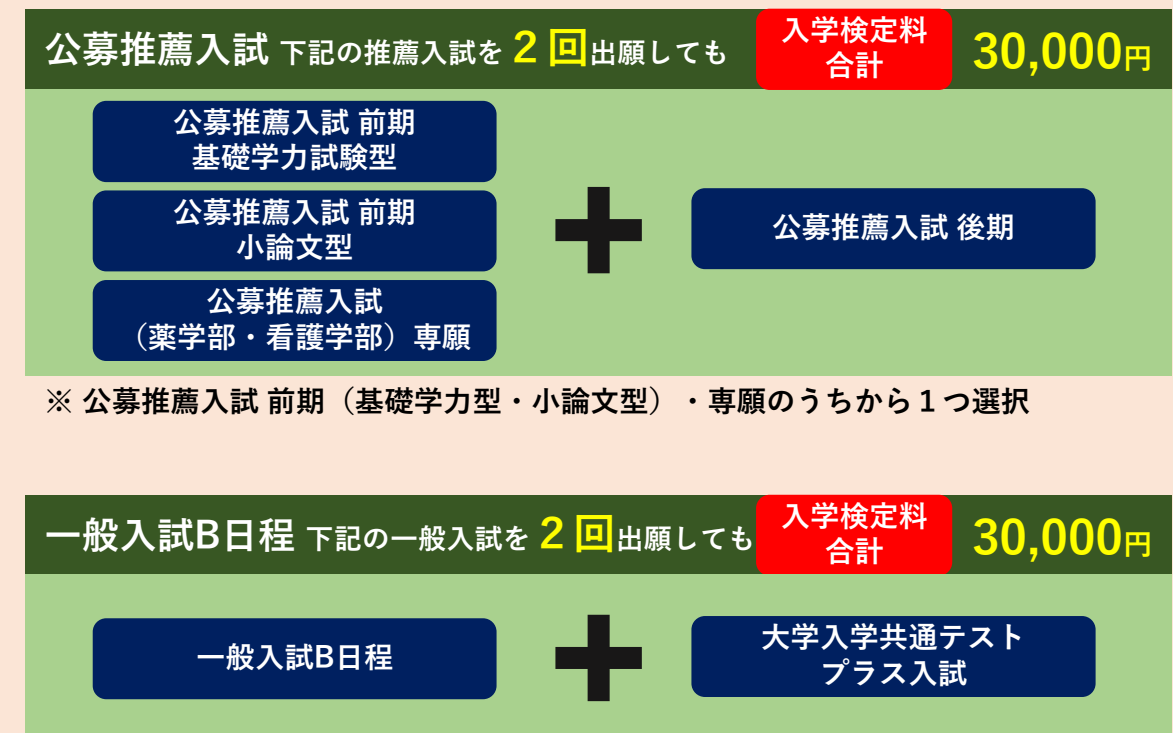 公募推薦入試 下記の推薦入試を２回出願しても
入学検定料
合計
30,000円
公募推薦入試 前期
基礎学力試験型
公募推薦入試 前期
小論文型
公募推薦入試
（薬学部・看護学部）専願
公募推薦入試 後期
※ 公募推薦入試 前期（基礎学力型・小論文型）・専願のうちから１つ選択
一般入試B日程 下記の一般入試を２回出願しても
入学検定料
合計
30,000円
一般入試B日程
大学入学共通テスト
プラス入試